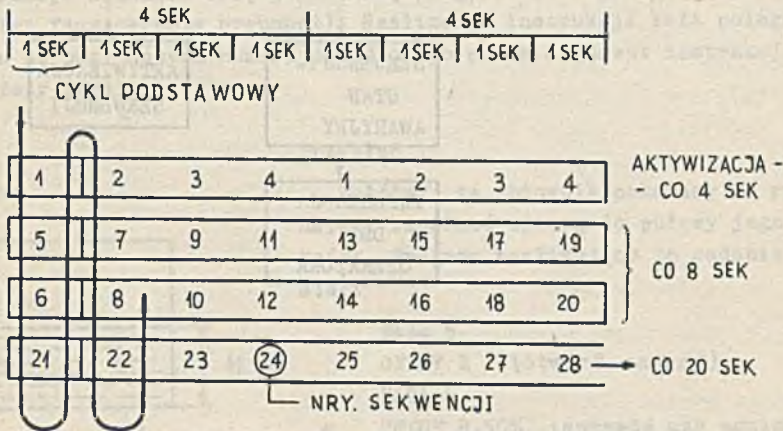 4 SEK 4 SEK
1 SEK 1 SEK 1 SEK 1 SEK 1 SEK 1 SEK 1 SEK 1 SEK
CYKL PODSTAWOWY
1 2 3 4 1 2 3 4
AKTYWIZACJA -
- CO 4 SEK
5 7 9 11 13 15 17 19
6 8 10 12 14 16 18 20
CO 8 SEK
21 22 23 24 25 26 27 28 CO 20 SEK
NRY. SEKWENCJI